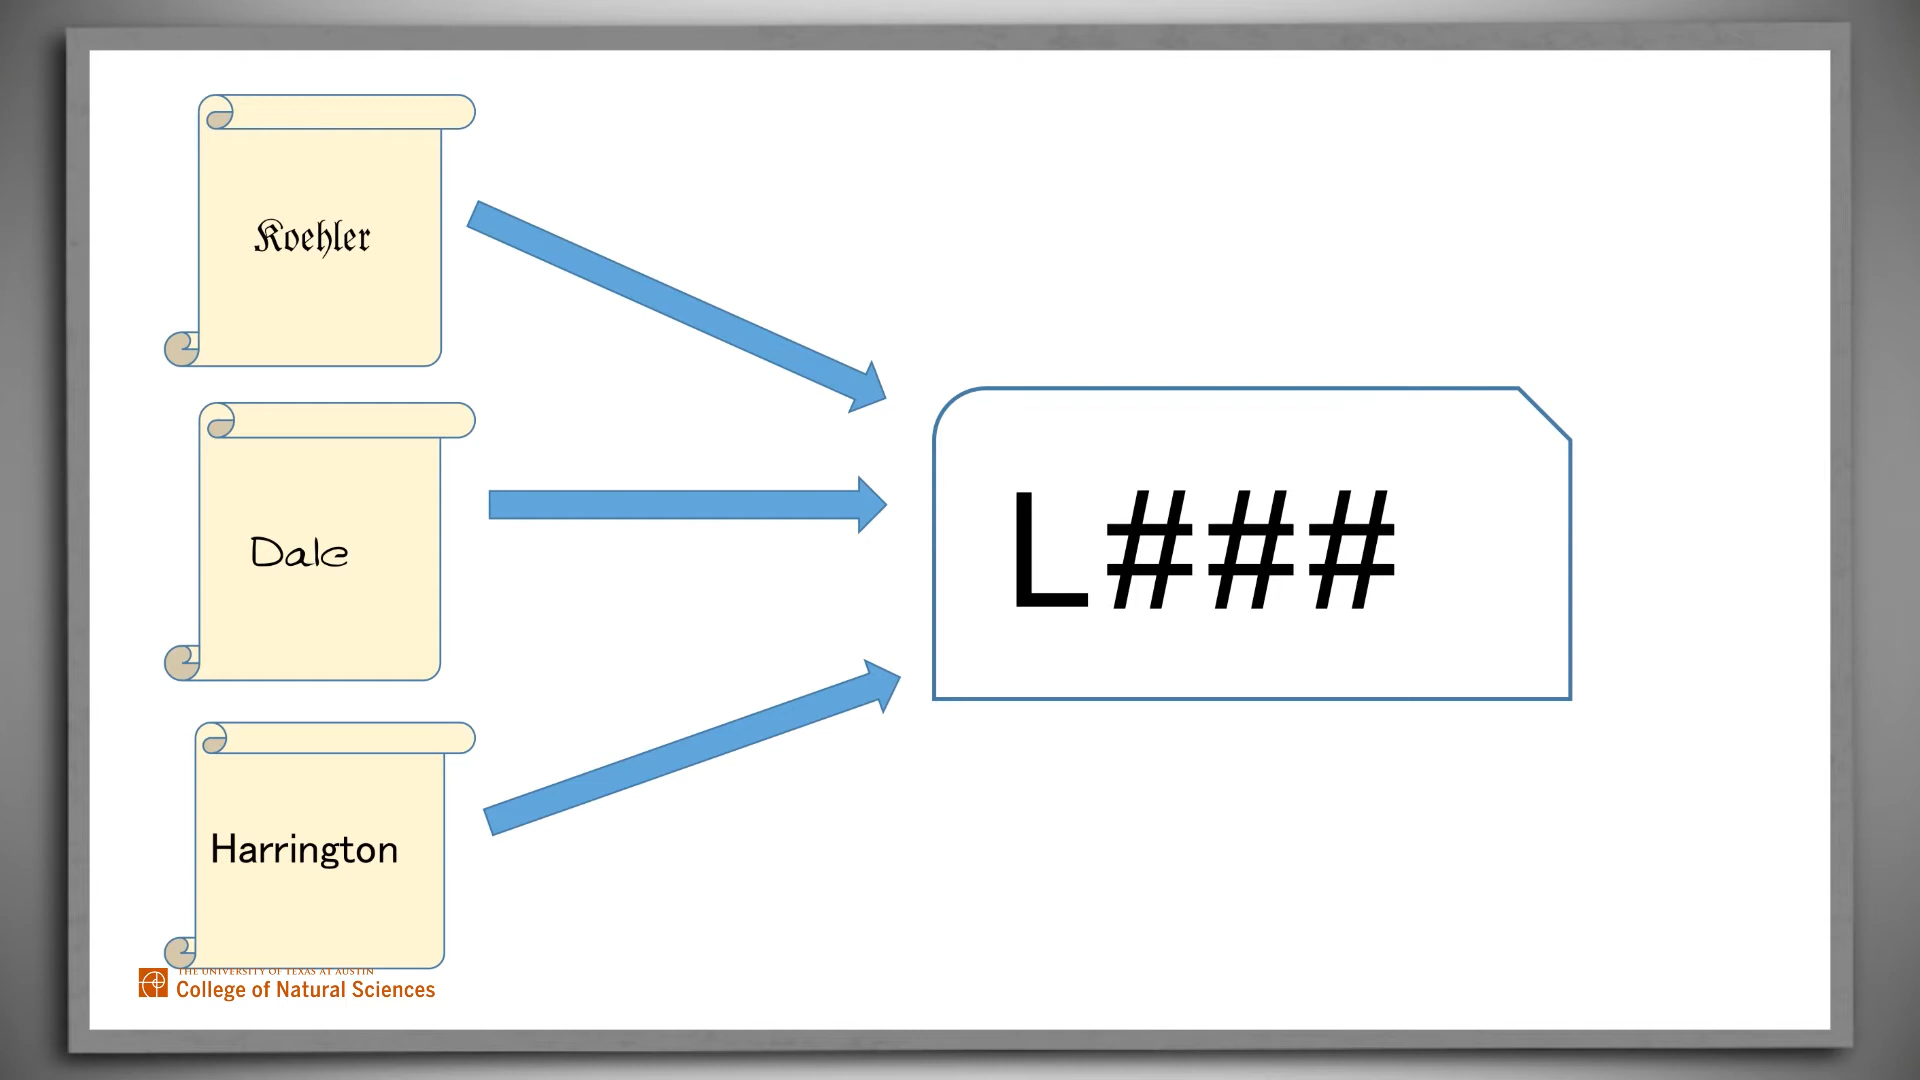 Koehler
Dale
Harrington
L###
THE UNIVERSITY OF TEXAS AT AUSTIN
College of Natural Sciences